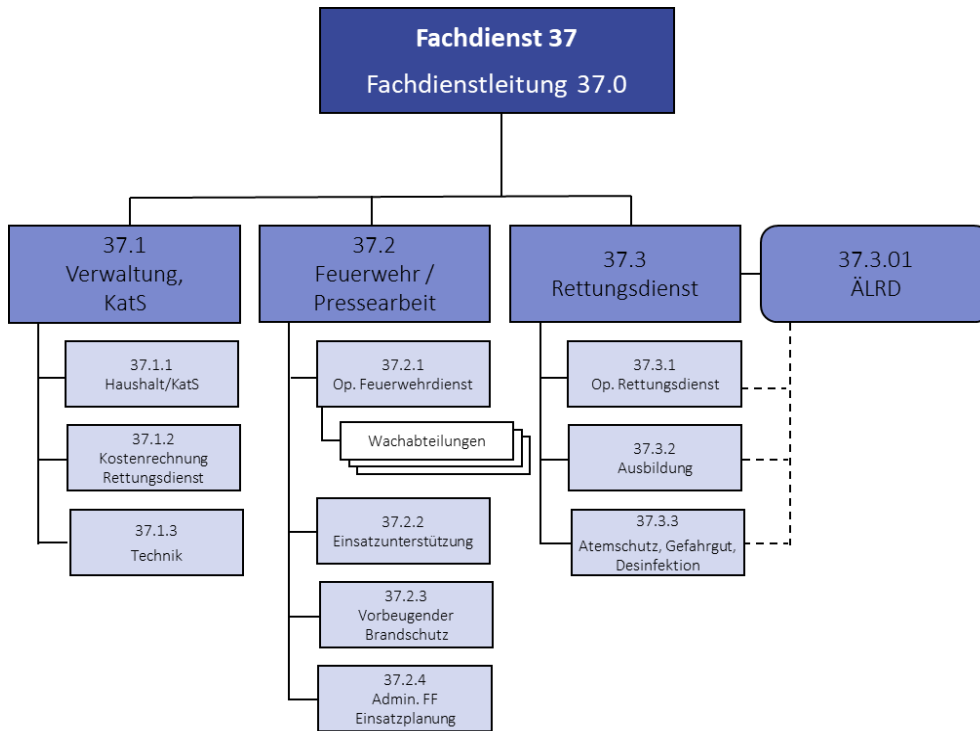 Fachdienst 37
Fachdienstleitung 37.0
37.1
Verwaltung,
KatS
37.2
Feuerwehr /
Pressearbeit
37.3
Rettungsdienst
37.3.01
ÄLRD
37.1.1
Haushalt/KatS
37.1.2
Kostenrechnung
Rettungsdienst
37.1.3
Technik
37.2.1
Op. Feuerwehrdienst
Wachabteilungen
37.2.2
Einsatzunterstützung
37.2.3
Vorbeugender
Brandschutz
37.2.4
Admin. FF
Einsatzplanung
37.3.1
Op. Rettungsdienst
37.3.2
Ausbildung
37.3.3
Atemschutz, Gefahrgut,
Desinfektion